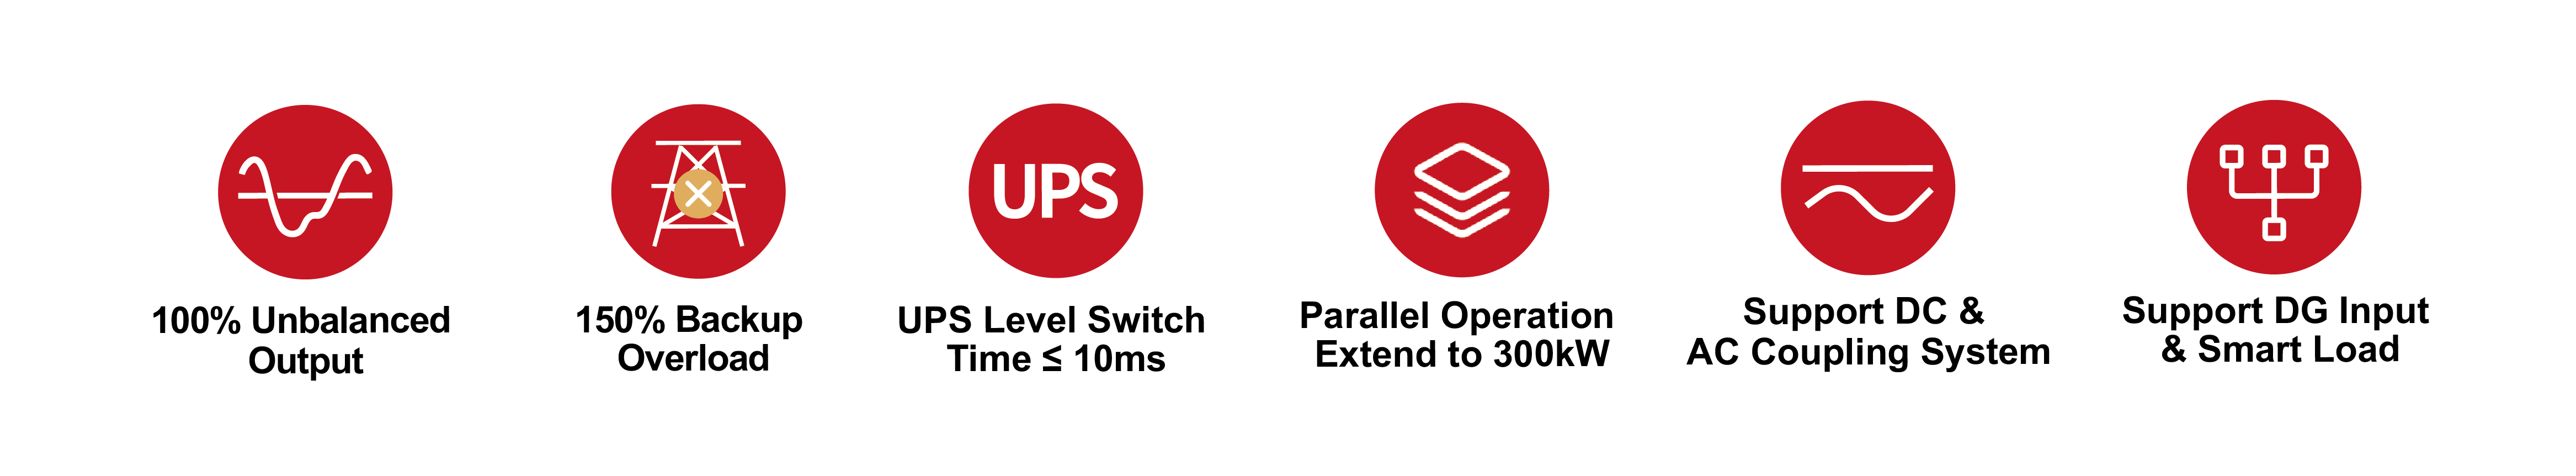 100% Unbalanced
Output
150% Backup
Overload
UPS
UPS Level Switch
Time ≤ 10ms
Parallel Operation
Extend to 300kW
Support DC &
AC Coupling System
Support DG Input
& Smart Load